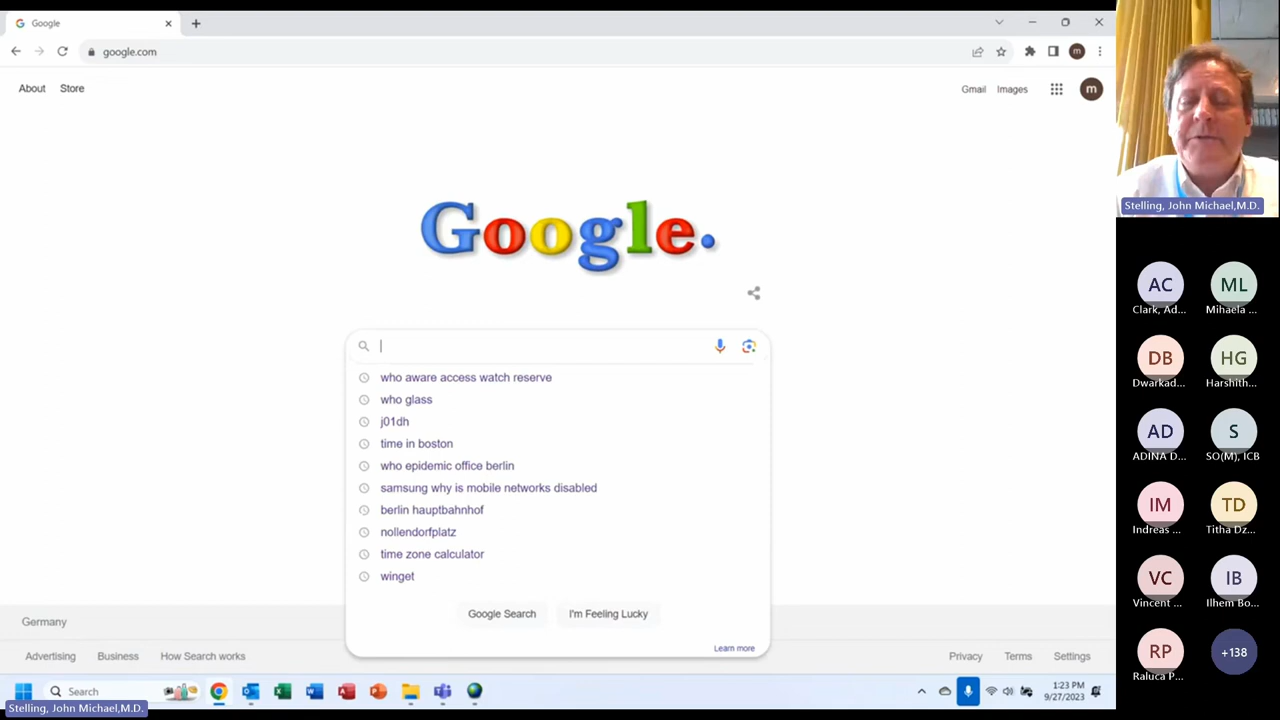 Google
google.com
m
About
Store
Gmail
Images
m
Google
who aware access watch reserve
who glass
j01dh
time in boston
who epidemic office berlin
samsung why is mobile networks disabled
berlin hauptbahnhof
nollendorfplatz
time zone calculator
winget
Google Search
I'm Feeling Lucky
Learn more
Germany
Advertising
Business
How Search works
Privacy
Terms
Settings
Search
1:23 PM
9/27/2023
Stelling, John Michael,M.D.
Stelling, John Michael,M.D.
AC
Clark, Ad...
ML
Mihaela ...
DB
Dwarkad...
HG
Harshith...
AD
ADINA D...
S
SO(M), ICB
IM
Indreas ...
TD
Titha Dz...
VC
Vincent ...
IB
Ilhem Bo...
RP
Raluca P...
+138